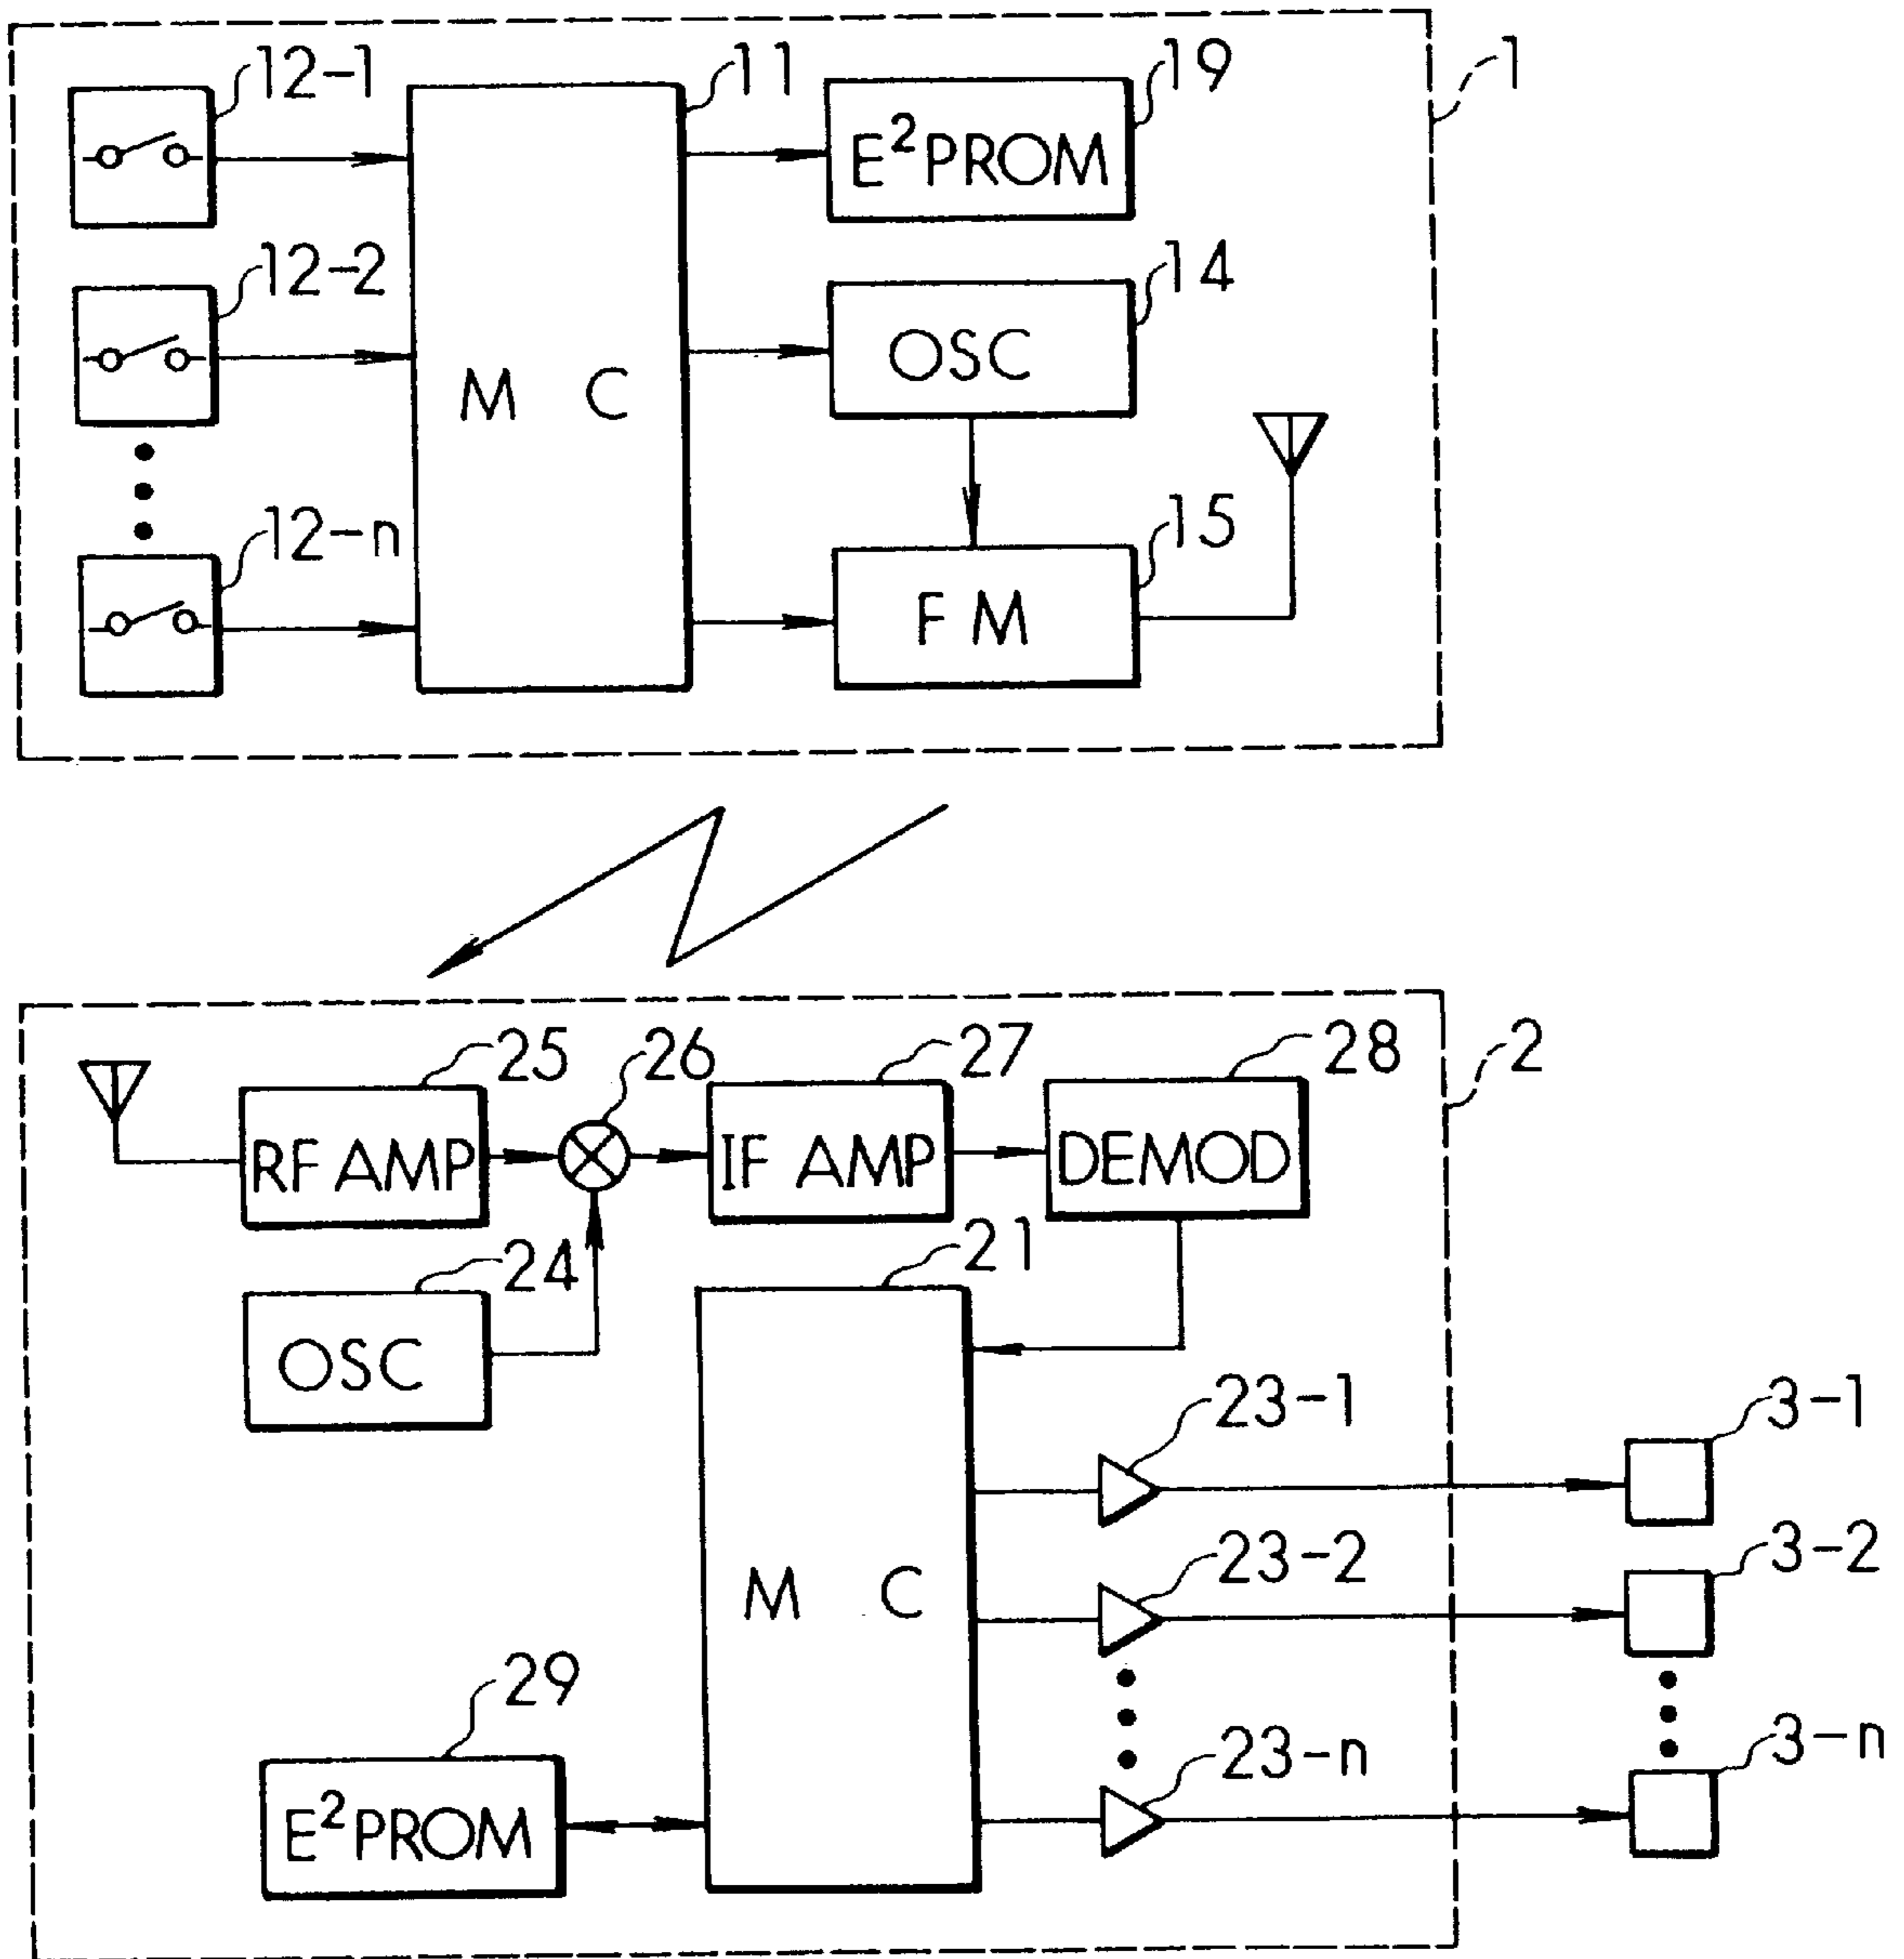 12-1
11
19
1
E²PROM
12-2
14
OSC
M C
12-n
15
FM
25
26
27
28
2
RF AMP
IF AMP
DEMOD
24
21
OSC
23-1
3-1
23-2
3-2
M C
29
23-n
3-n
E²PROM